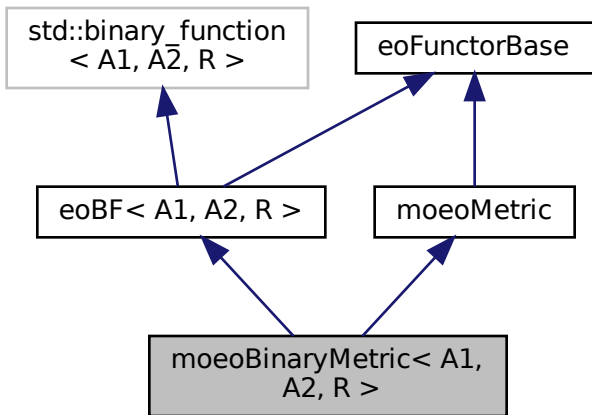 std::binary_function
< A1, A2, R >
eoFunctorBase
eoBF< A1, A2, R >
moeoMetric
moeoBinaryMetric< A1,
A2, R >